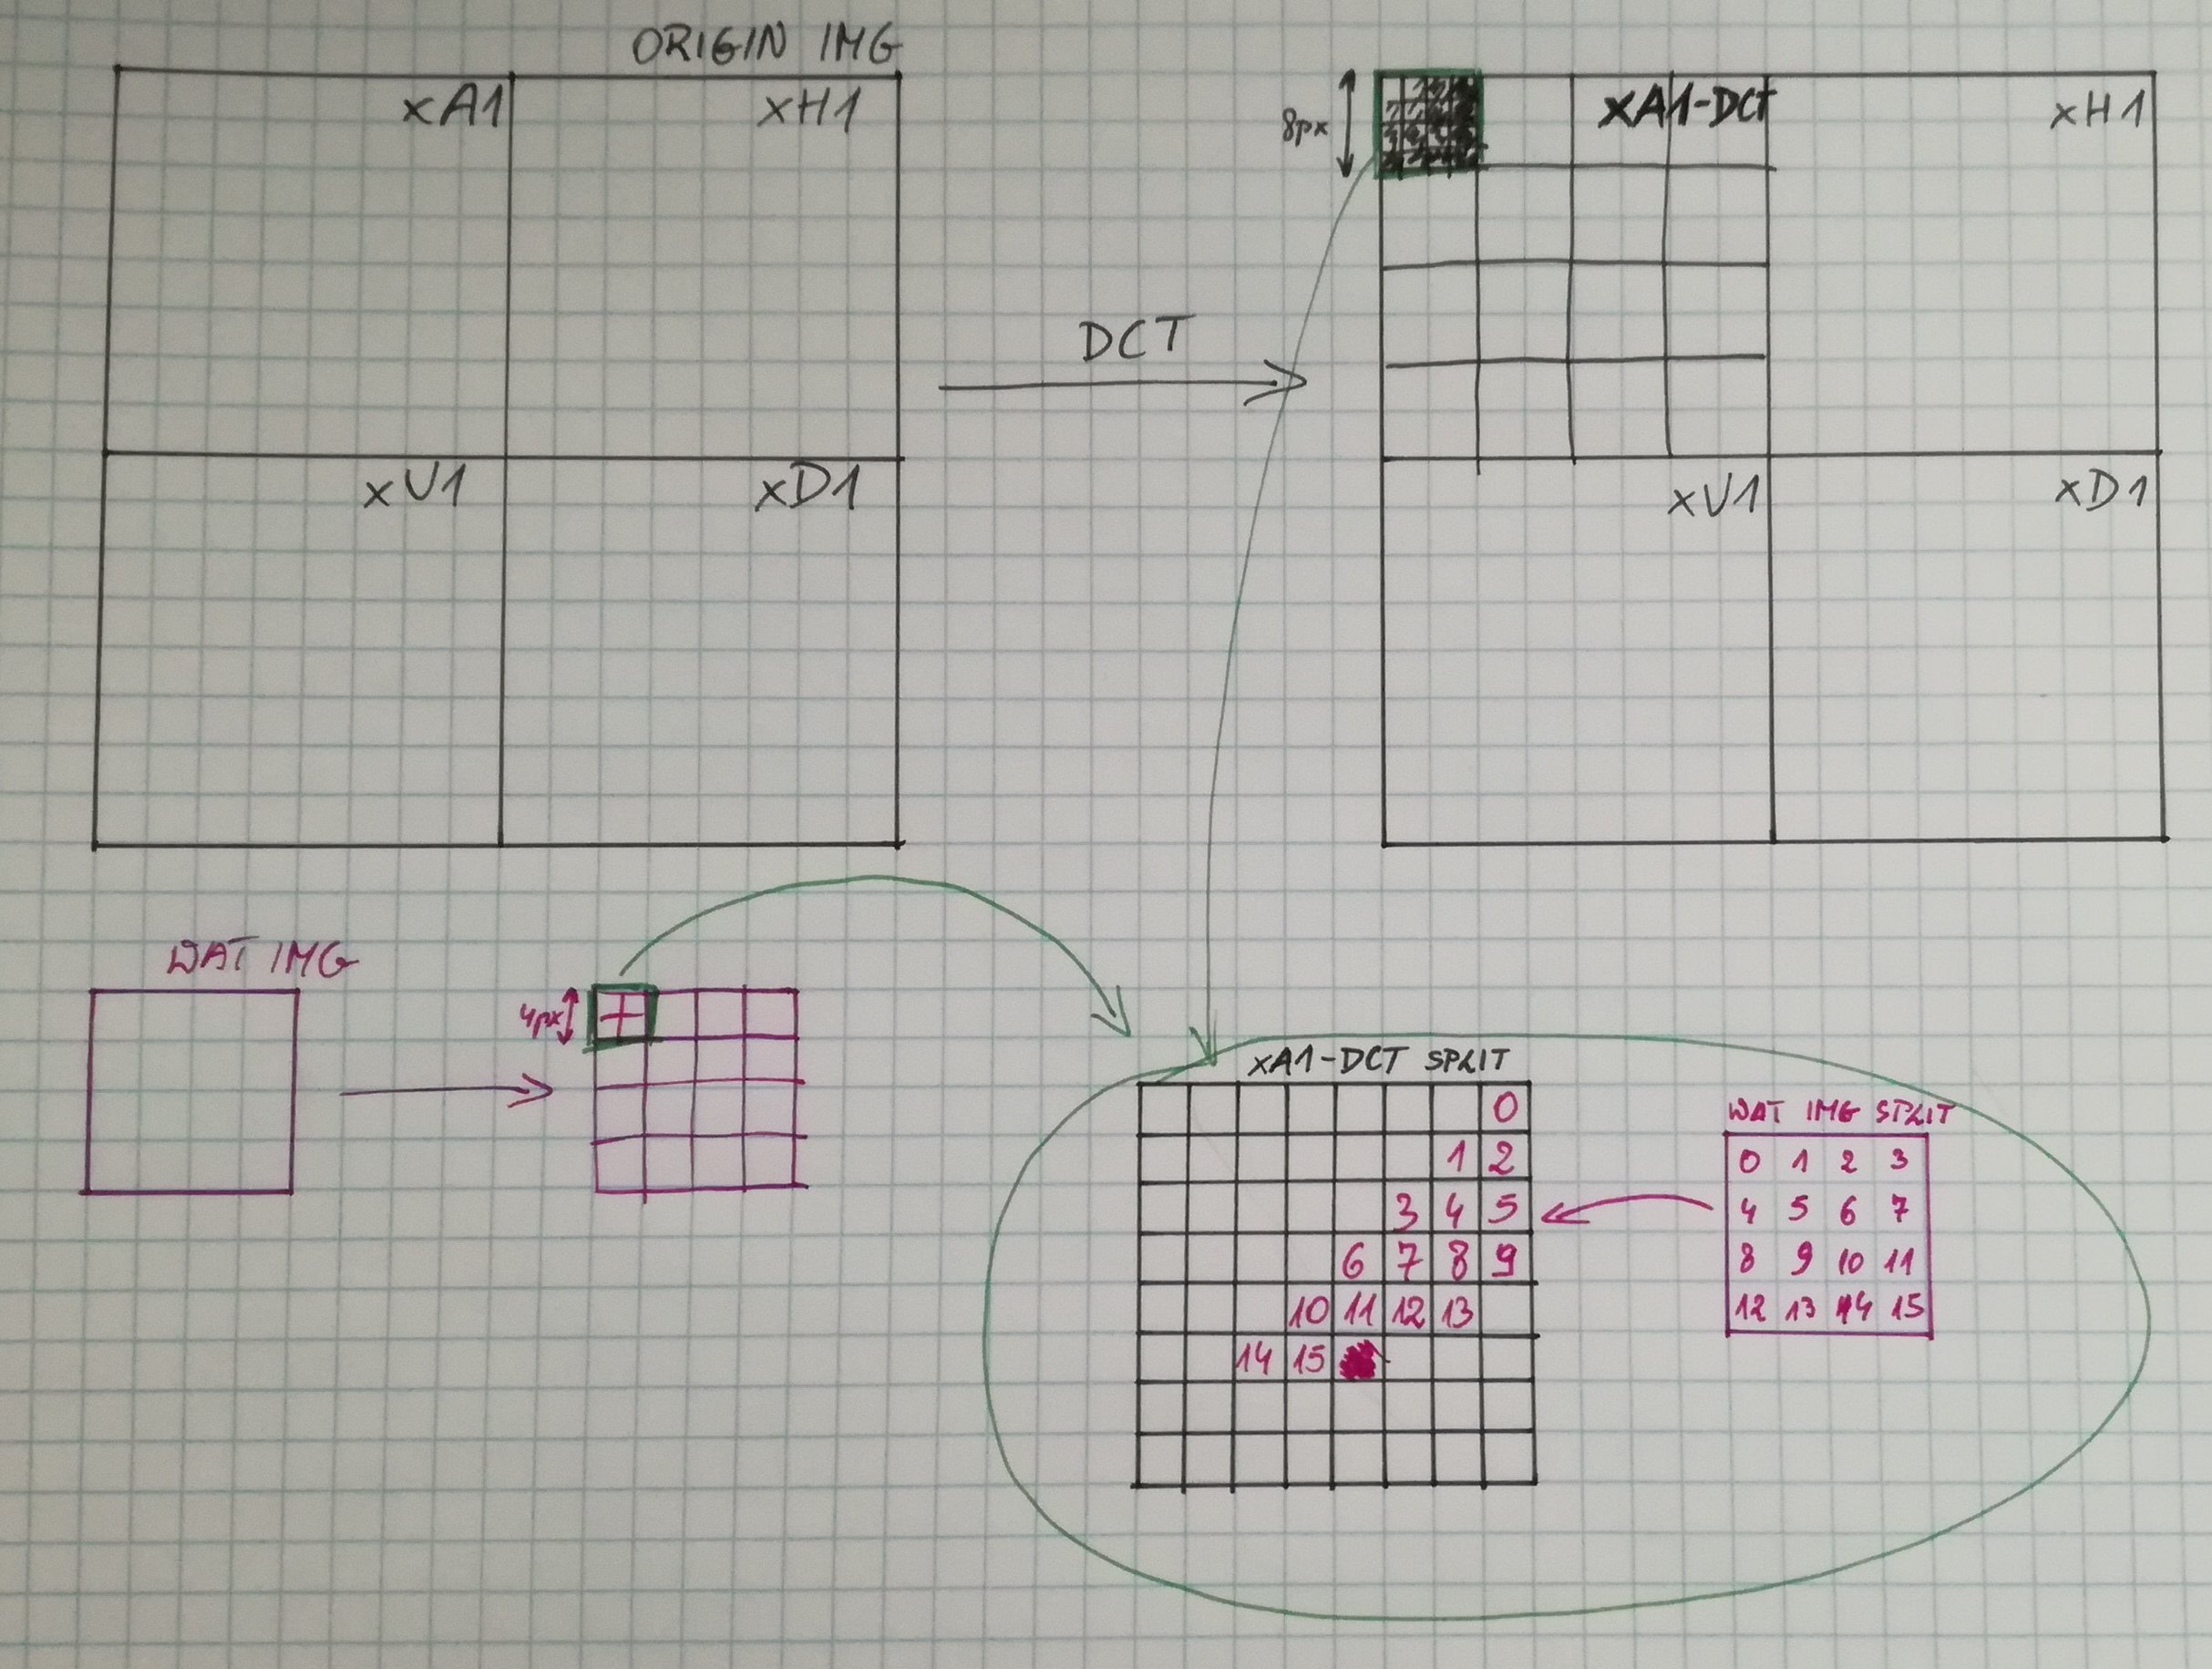 ORIGIN IMG
xA1
xH1
xV1
xD1
DCT
8px
xA1-DCT
xH1
xV1
xD1
WAT IMG
4px
xA1-DCT SPLIT
0
1 2
3 4 5
6 7 8 9
10 11 12 13
14 15
WAT IMG SPLIT
0 1 2 3
4 5 6 7
8 9 10 11
12 13 14 15